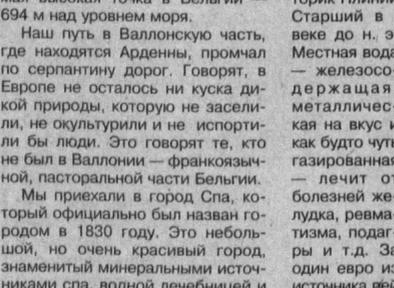 694 м над уровнем моря.
Наш путь в Валлонскую часть,
где находятся Арденны, промчал
по серпантину дорог. Говорят, в
Европе не осталось ни куска ди-
кой природы, которую не засели-
ли, не окультурили и не испорти-
ли бы люди. Это говорят те, кто
не был в Валлонии — франкоязыч-
ной, пасторальной части Бельгии.
Мы приехали в город Спа, ко-
торый официально был назван го-
родом в 1830 году. Это неболь-
шой, но очень красивый город,
знаменитый минеральными источ-
никами спа, водной лечебницей и
Старший в
веке до н. э
Местная вода
— железосо-
держащая
металличес-
кая на вкус и
как будто чуть
газированная
— лечит от
болезней же-
лудка, ревма-
тизма, подаг-
ры и т.д. За
один евро из
источника